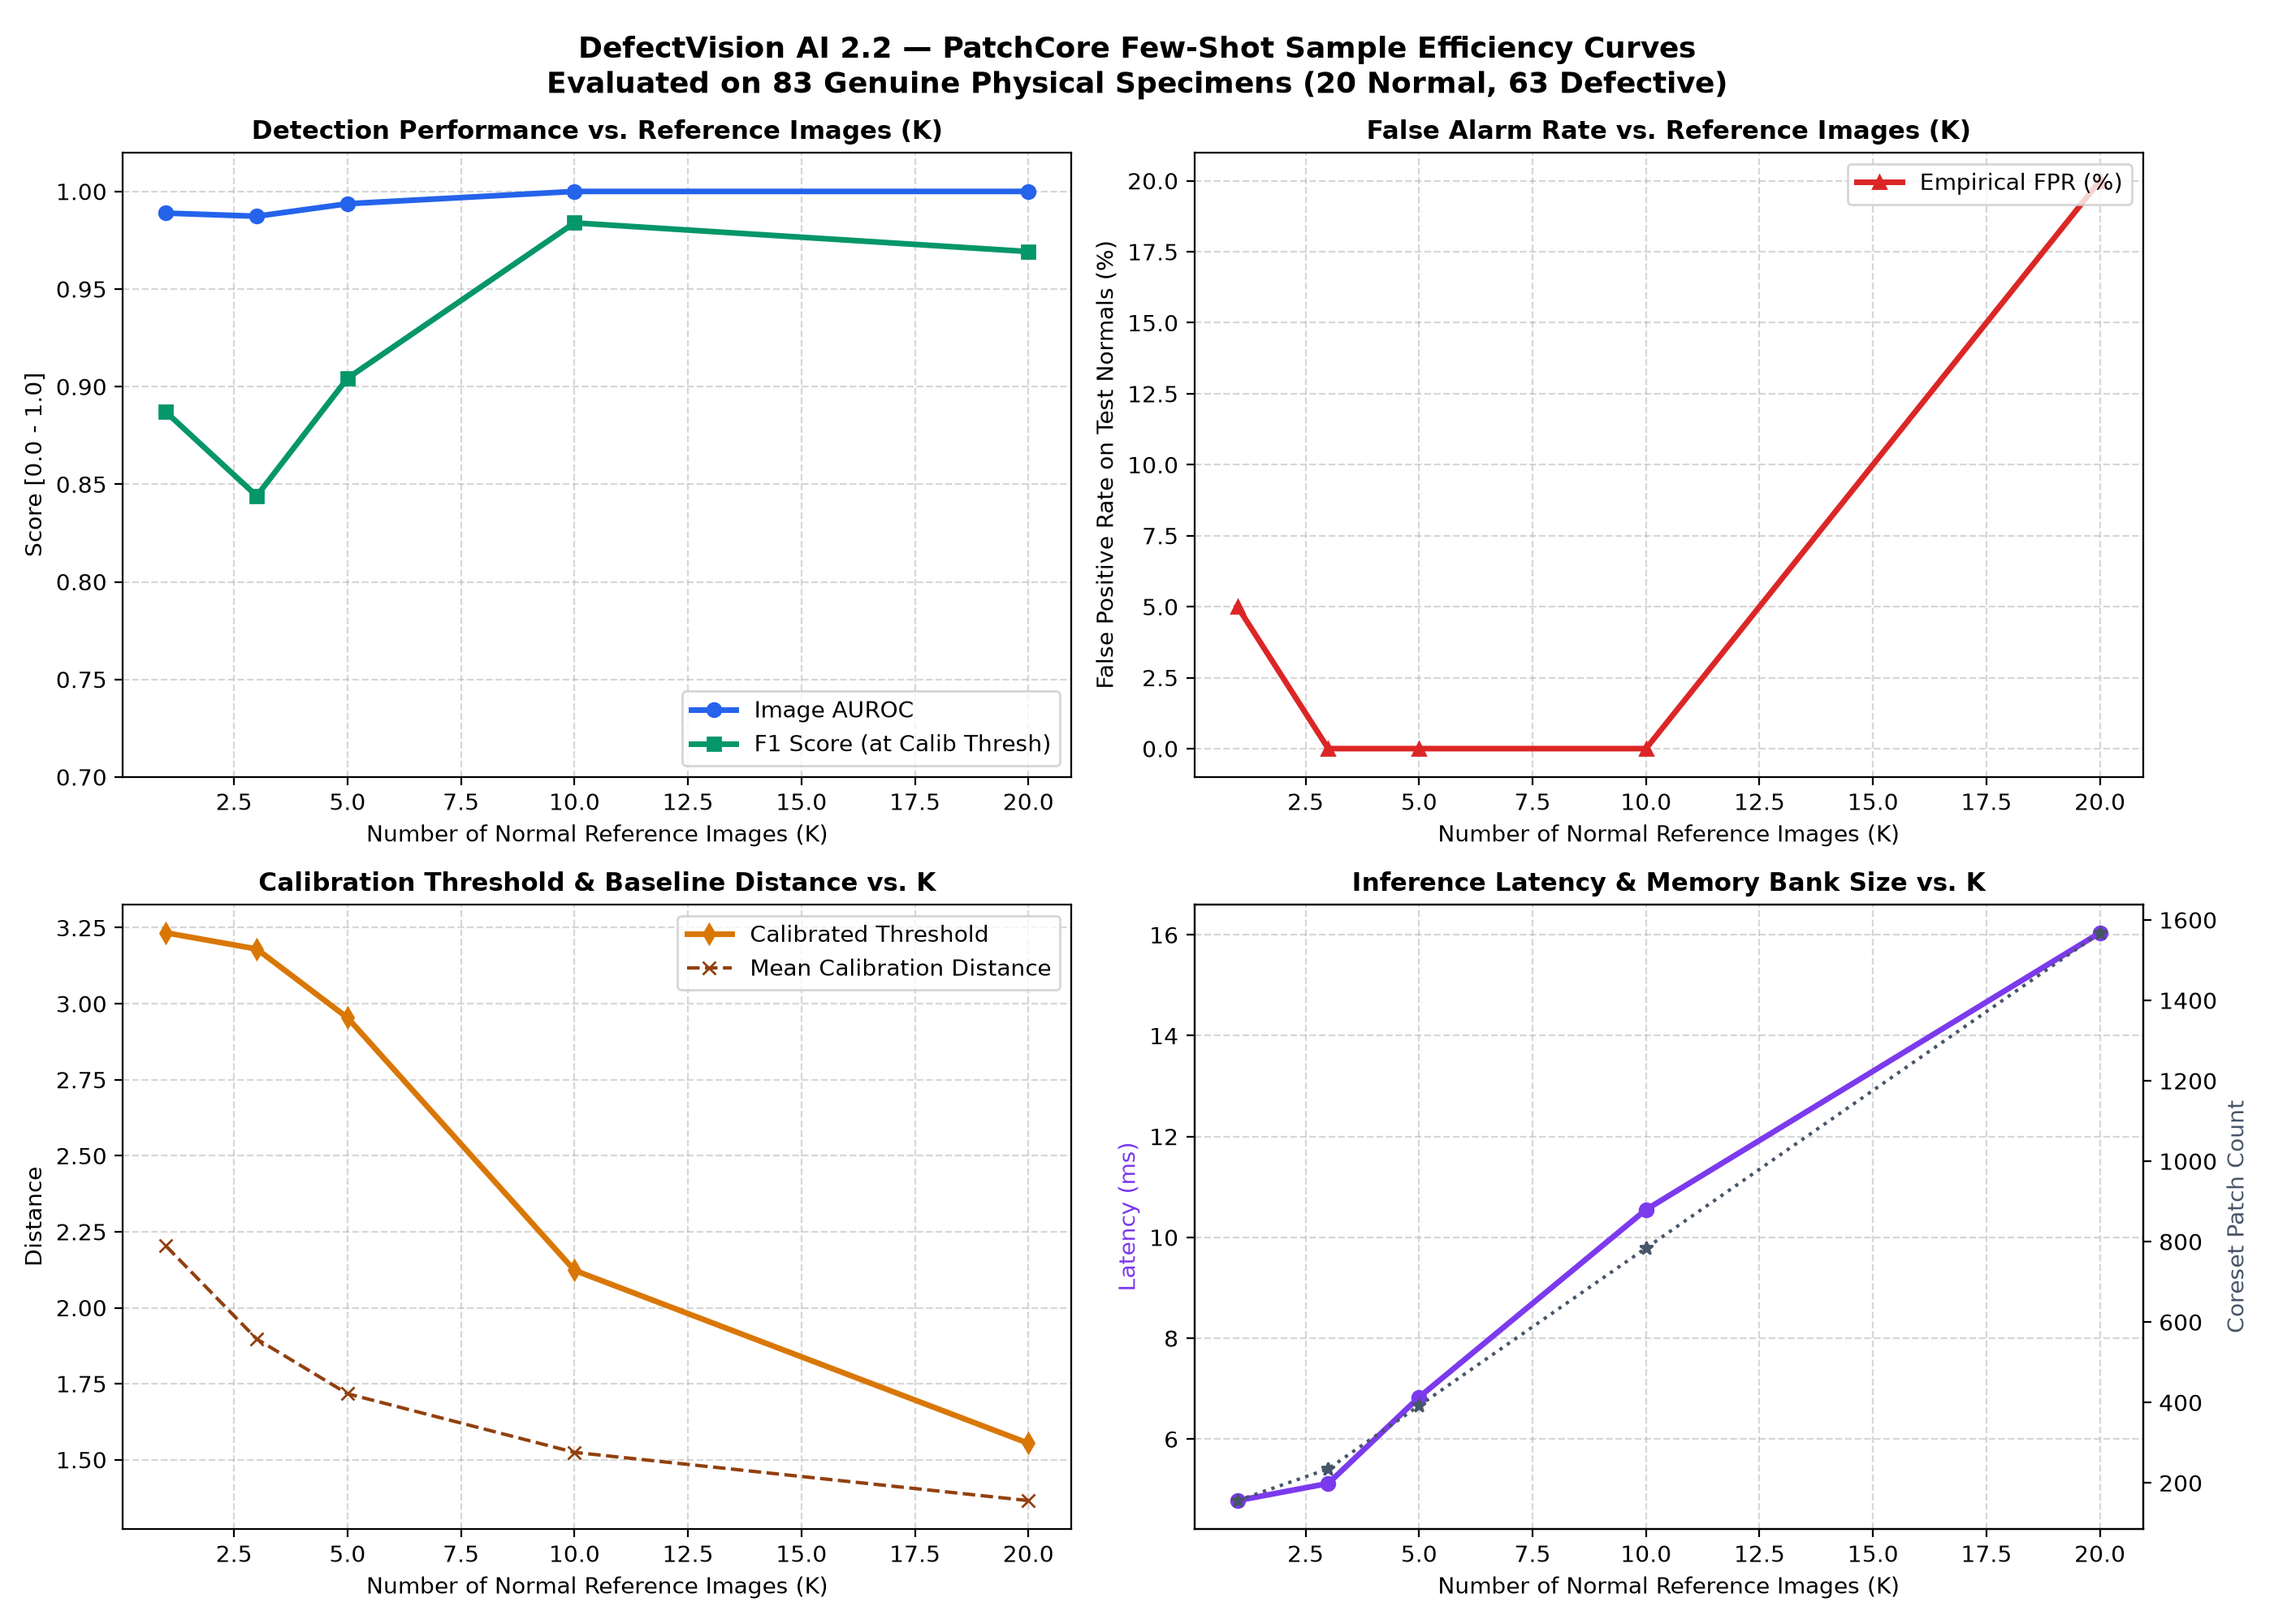 DefectVision AI 2.2 — PatchCore Few-Shot Sample Efficiency Curves
Evaluated on 83 Genuine Physical Specimens (20 Normal, 63 Defective)
Detection Performance vs. Reference Images (K)
1.00
0.95
0.90
0.85
0.80
0.75
0.70
Score [0.0 - 1.0]
Image AUROC
F1 Score (at Calib Thresh)
2.5 5.0 7.5 10.0 12.5 15.0 17.5 20.0
Number of Normal Reference Images (K)
False Alarm Rate vs. Reference Images (K)
Empirical FPR (%)
20.0
17.5
15.0
12.5
10.0
7.5
5.0
2.5
0.0
False Positive Rate on Test Normals (%)
2.5 5.0 7.5 10.0 12.5 15.0 17.5 20.0
Number of Normal Reference Images (K)
Calibration Threshold & Baseline Distance vs. K
Calibrated Threshold
Mean Calibration Distance
3.25
3.00
2.75
2.50
2.25
2.00
1.75
1.50
Distance
2.5 5.0 7.5 10.0 12.5 15.0 17.5 20.0
Number of Normal Reference Images (K)
Inference Latency & Memory Bank Size vs. K
16
14
12
10
8
6
Latency (ms)
1600
1400
1200
1000
800
600
400
200
Coreset Patch Count
2.5 5.0 7.5 10.0 12.5 15.0 17.5 20.0
Number of Normal Reference Images (K)